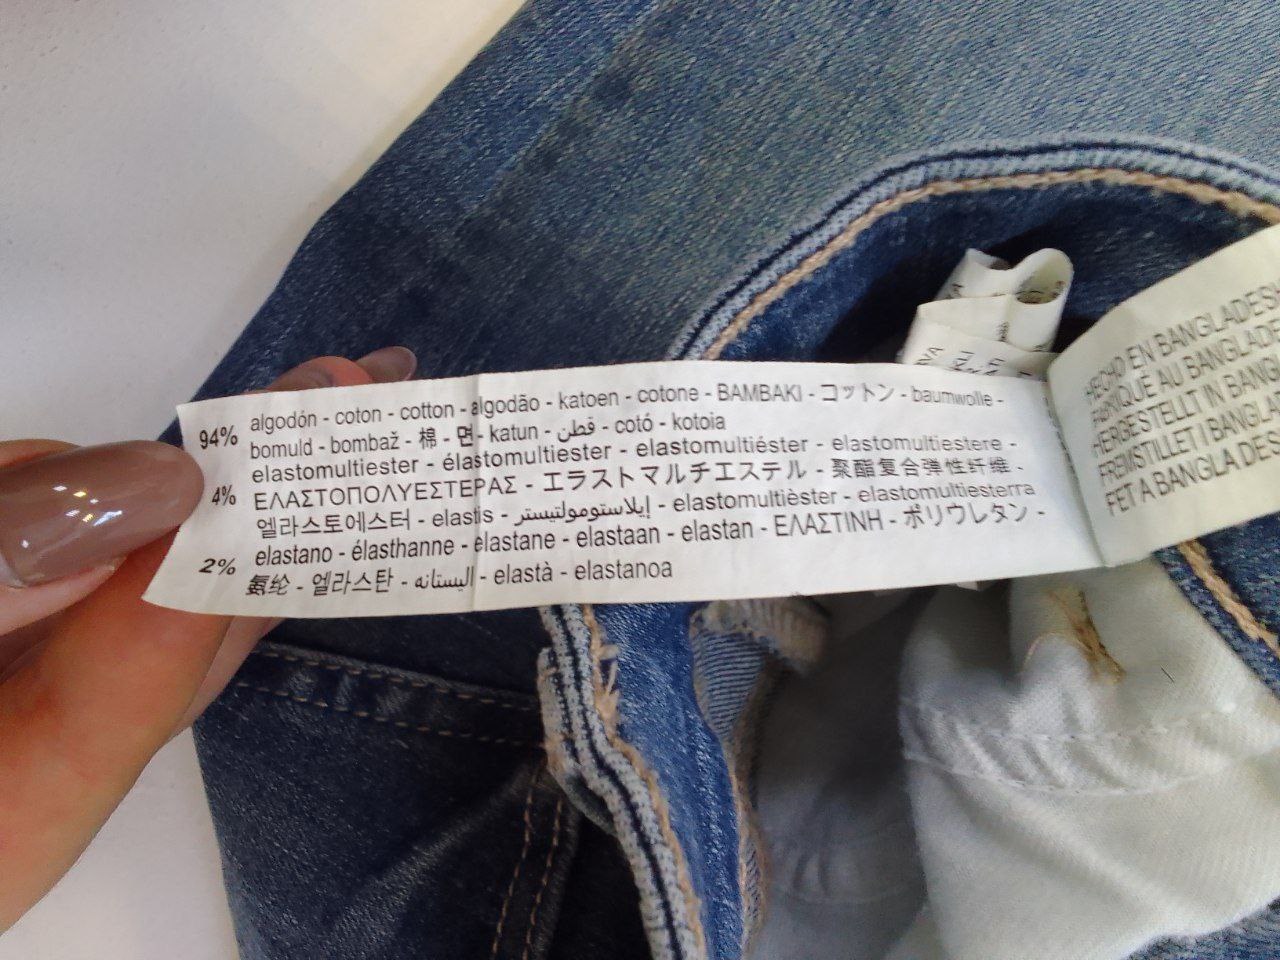 94% algodón - coton - cotton - algodão - katoen - cotone - BAMBAKI - コットン - baumwolle -
bomuld - bombaž - 棉 - 면 - katun - قطن - cotó - kotoia
4% elastomultiester - élastomultiester - elastomultiéster - elastomultiestere -
ΕΛΑΣΤΟΠΟΛΥΕΣΤΕΡΑΣ - エラストマルチエステル - 聚酯复合弹性纤维 -
엘라스토에스터 - elastis - إيلاستومولتيستر - elastomultièster - elastomultiesterra
2% elastano - élasthanne - elastane - elastaan - elastan - ΕΛΑΣΤΙΝΗ - ポリウレタン -
氨纶 - 엘라스탄 - اليستانه - elastà - elastanoa
HECHO EN BANGLADESH
FABRIQUÉ AU BANGLADE
HERGESTELLT IN BANG
FREMSTILLET I BANGLA
FET A BANGLADES